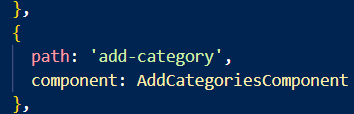 },
{
path: 'add-category',
component: AddCategoriesComponent
},